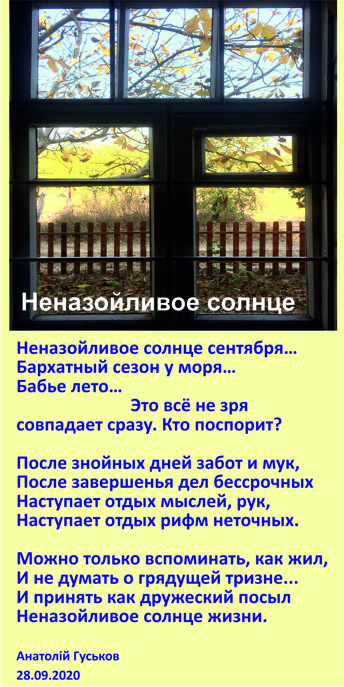 Неназойливое солнце
Неназойливое солнце сентября...
Бархатный сезон у моря...
Бабье лето...
Это всё не зря
совпадает сразу. Кто поспорит?
После знойных дней забот и мук,
После завершенья дел бессрочных
Наступает отдых мыслей, рук,
Наступает отдых рифм неточных.
Можно только вспоминать, как жил,
И не думать о грядущей тризне...
И принять как дружеский посыл
Неназойливое солнце жизни.
Анатолій Гуськов
28.09.2020